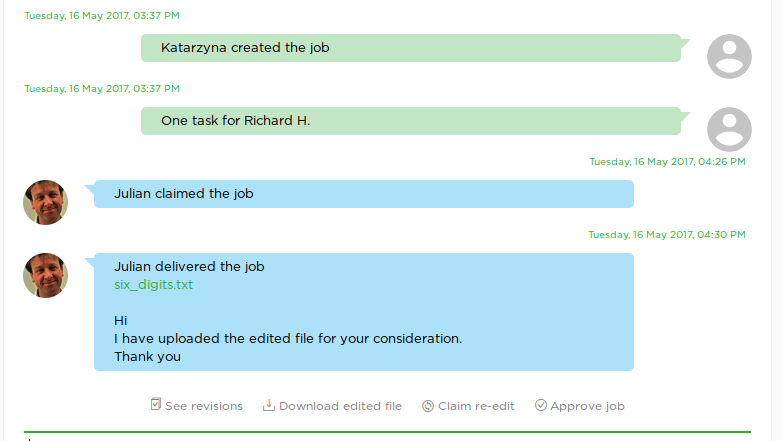 Tuesday, 16 May 2017, 03:37 PM
Katarzyna created the job
Tuesday, 16 May 2017, 03:37 PM
One task for Richard H.
Tuesday, 16 May 2017, 04:26 PM
Julian claimed the job
Tuesday, 16 May 2017, 04:30 PM
Julian delivered the job
six_digits.txt
Hi
I have uploaded the edited file for your consideration.
Thank you
See revisions Download edited file Claim re-edit Approve job